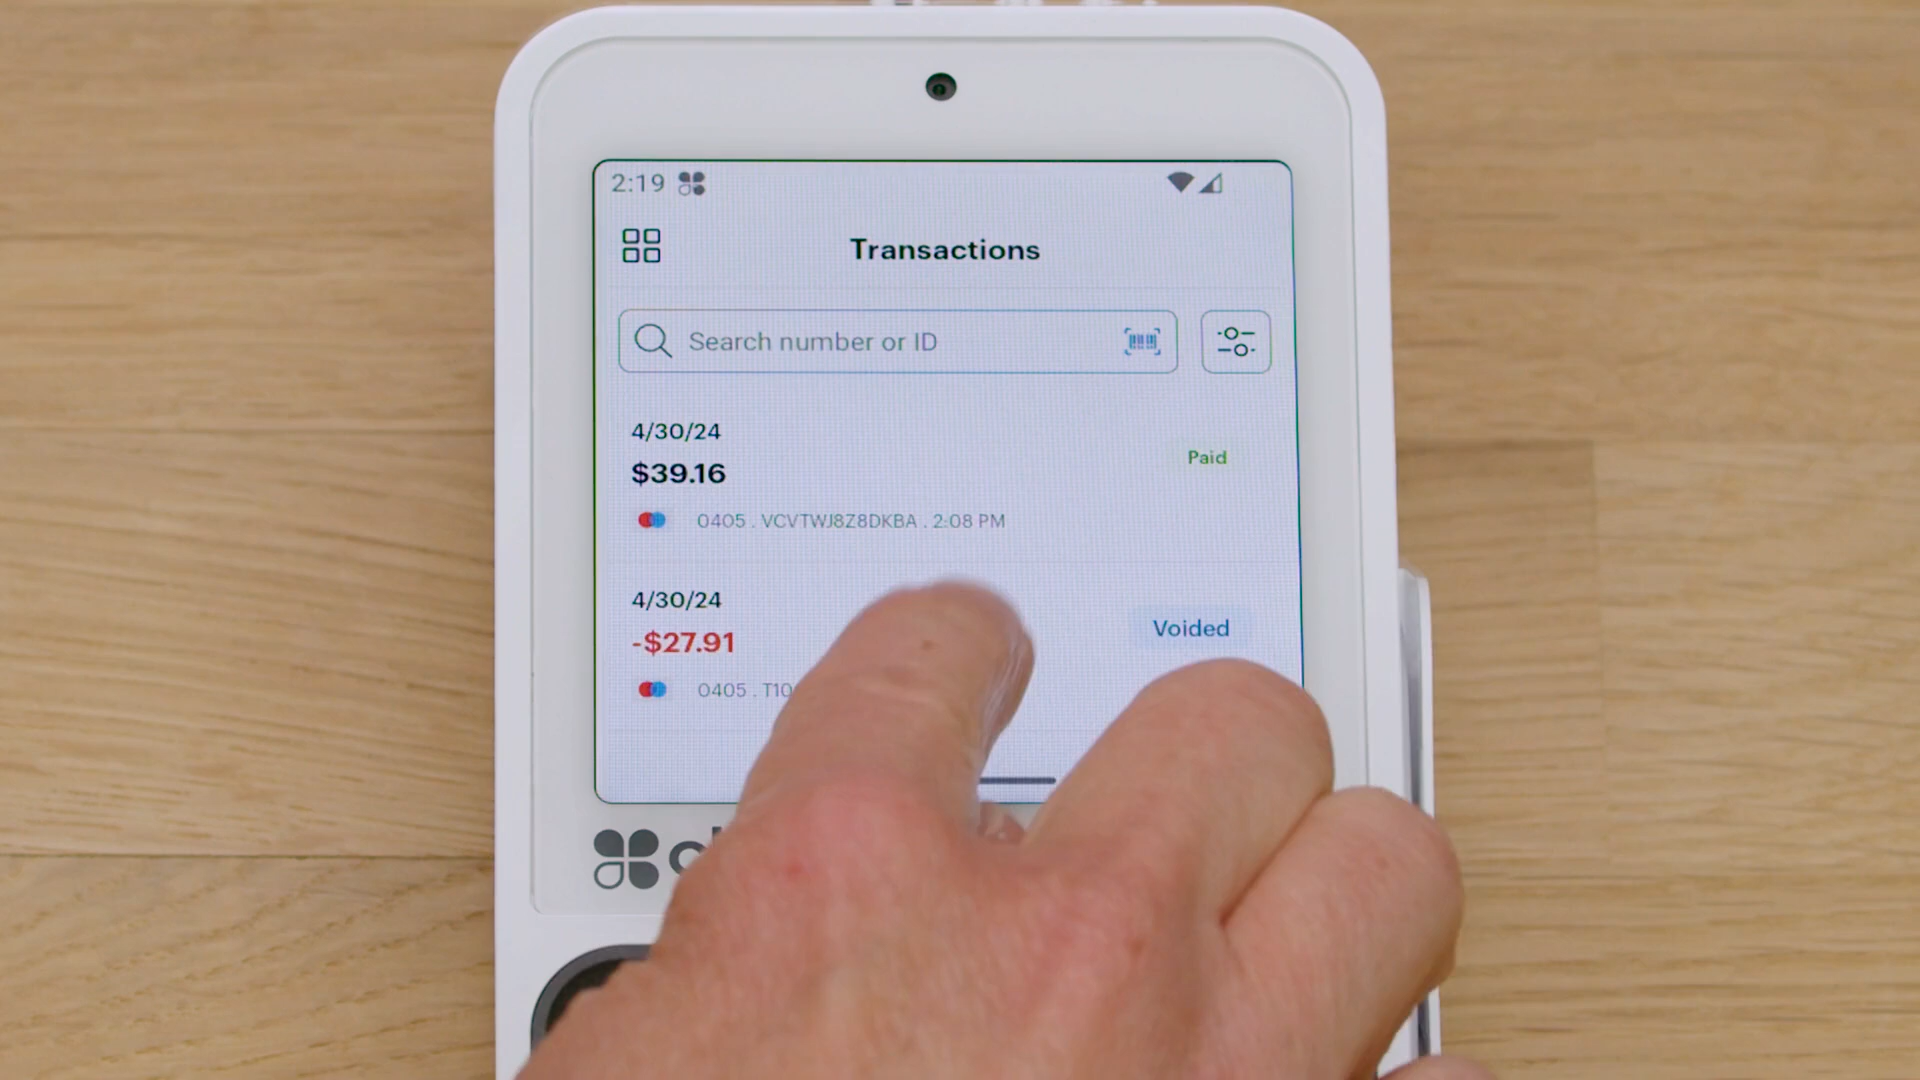 2:19
Transactions
Search number or ID
4/30/24
$39.16
Paid
0405 . VCVTWJ8Z8DKBA . 2:08 PM
4/30/24
-$27.91
Voided
0405 . T10